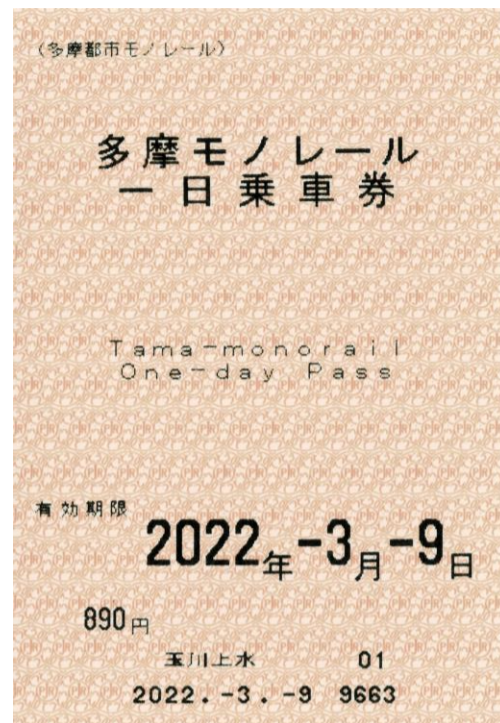 (多摩都市モノレール)
多摩モノレール
一日乗車券
Tama-monorail
One-day Pass
有効期限
2022年-3月-9日
890円
玉川上水 01
2022.-3.-9 9663